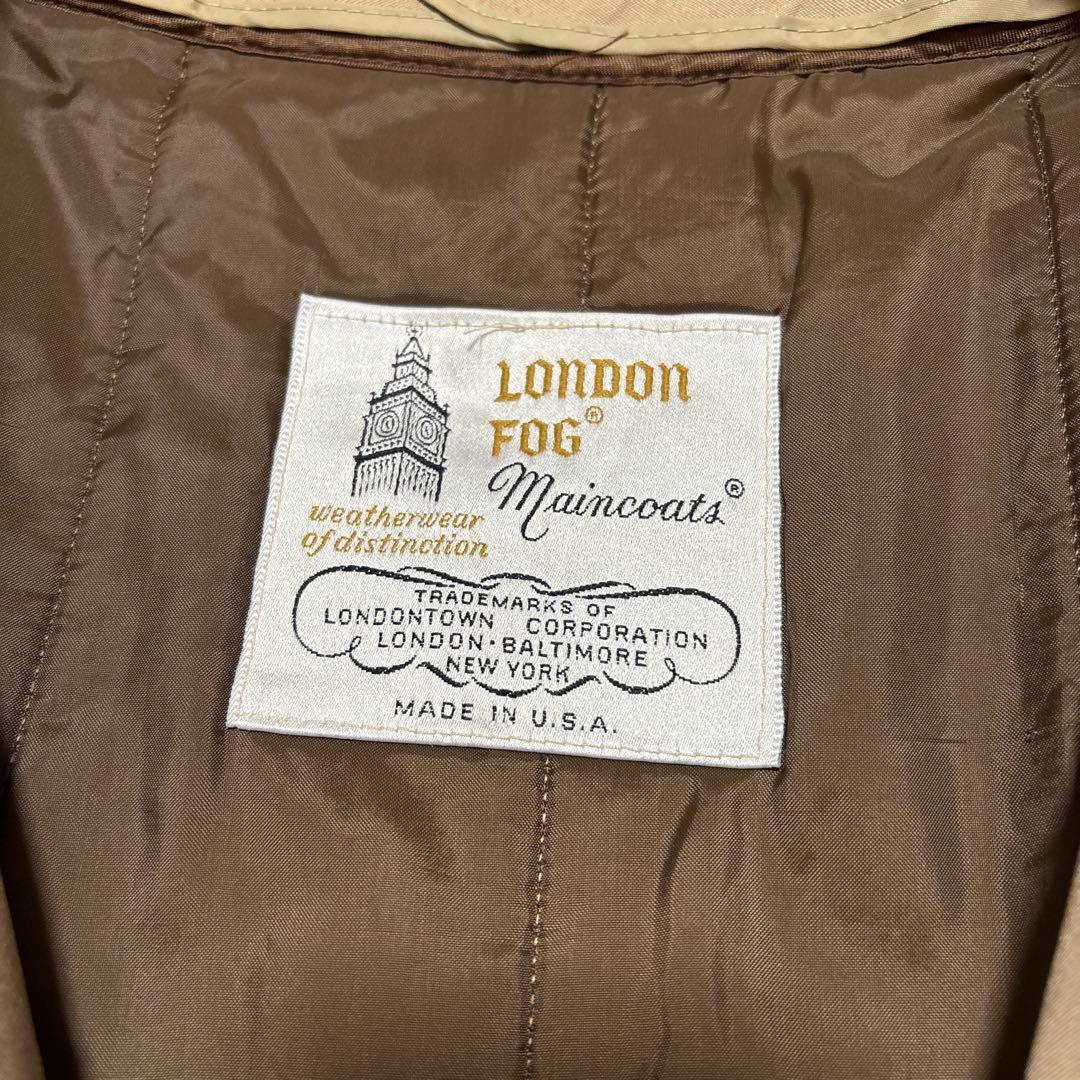 LONDON
FOG®
Maincoats®
weatherwear
of distinction
TRADEMARKS OF
LONDONTOWN CORPORATION
LONDON·BALTIMORE
NEW YORK
MADE IN U.S.A.